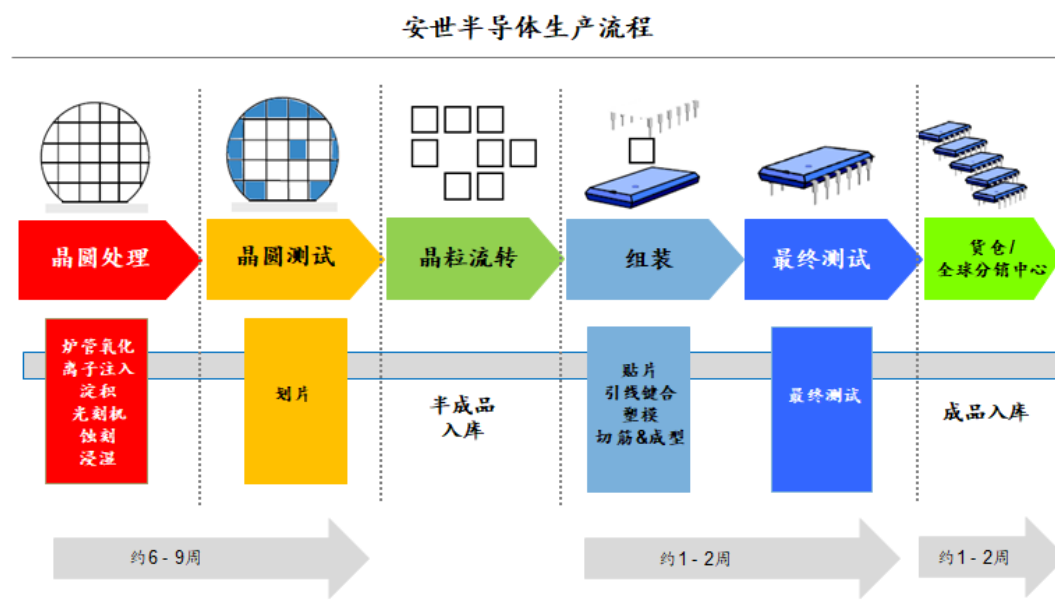 安世半导体生产流程
晶圆处理
晶圆测试
晶粒流转
组装
最终测试
货仓/
全球分销中心
炉管氧化
离子注入
淀积
光刻机
蚀刻
浸湿
划片
半成品
入库
贴片
引线键合
塑模
切筋&成型
最终测试
成品入库
约6-9周
约1-2周
约1-2周